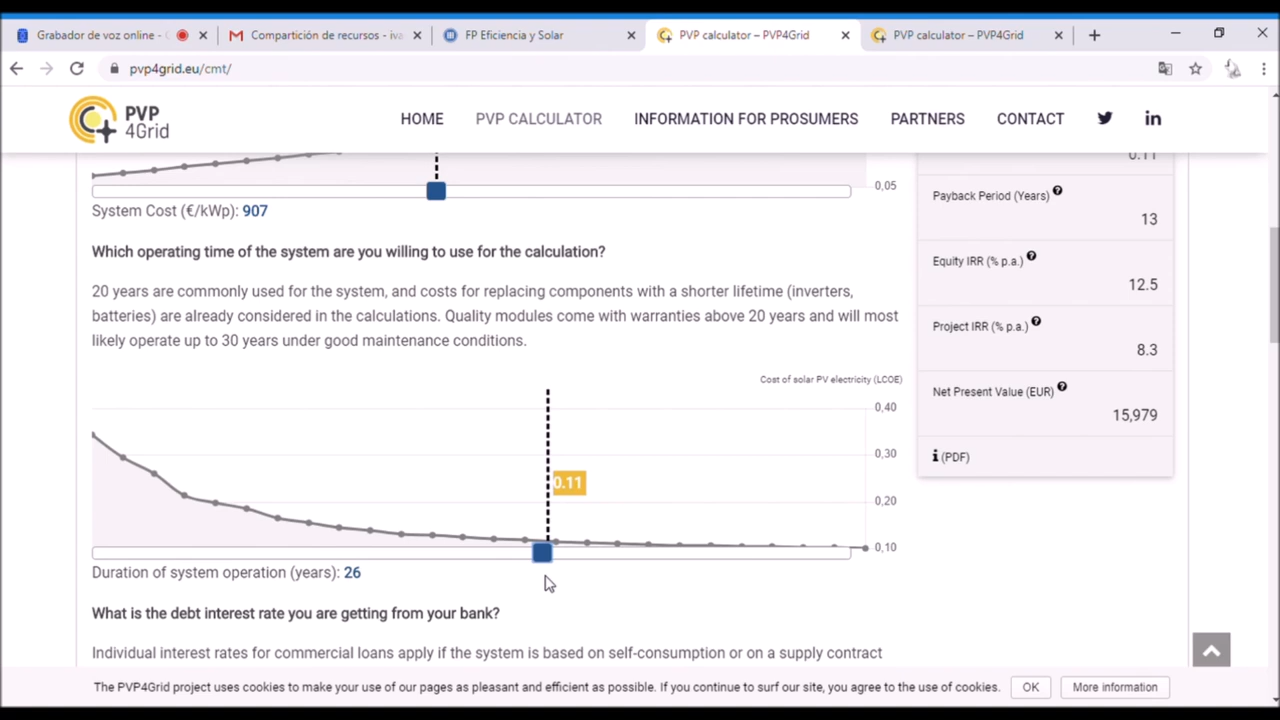 Grabador de voz online -
Compartición de recursos - iva
FP Eficiencia y Solar
PVP calculator – PVP4Grid
PVP calculator – PVP4Grid
pvp4grid.eu/cmt/
PVP
4Grid
HOME
PVP CALCULATOR
INFORMATION FOR PROSUMERS
PARTNERS
CONTACT
0,05
System Cost (€/kWp): 907
Which operating time of the system are you willing to use for the calculation?
20 years are commonly used for the system, and costs for replacing components with a shorter lifetime (inverters,
batteries) are already considered in the calculations. Quality modules come with warranties above 20 years and will most
likely operate up to 30 years under good maintenance conditions.
Cost of solar PV electricity (LCOE)
0,40
0,30
0.11
0,20
0,10
Duration of system operation (years): 26
What is the debt interest rate you are getting from your bank?
Individual interest rates for commercial loans apply if the system is based on self-consumption or on a supply contract
0.11
Payback Period (Years)
13
Equity IRR (% p.a.)
12.5
Project IRR (% p.a.)
8.3
Net Present Value (EUR)
15,979
(PDF)
The PVP4Grid project uses cookies to make your use of our pages as pleasant and efficient as possible. If you continue to surf our site, you agree to the use of cookies.
OK
More information